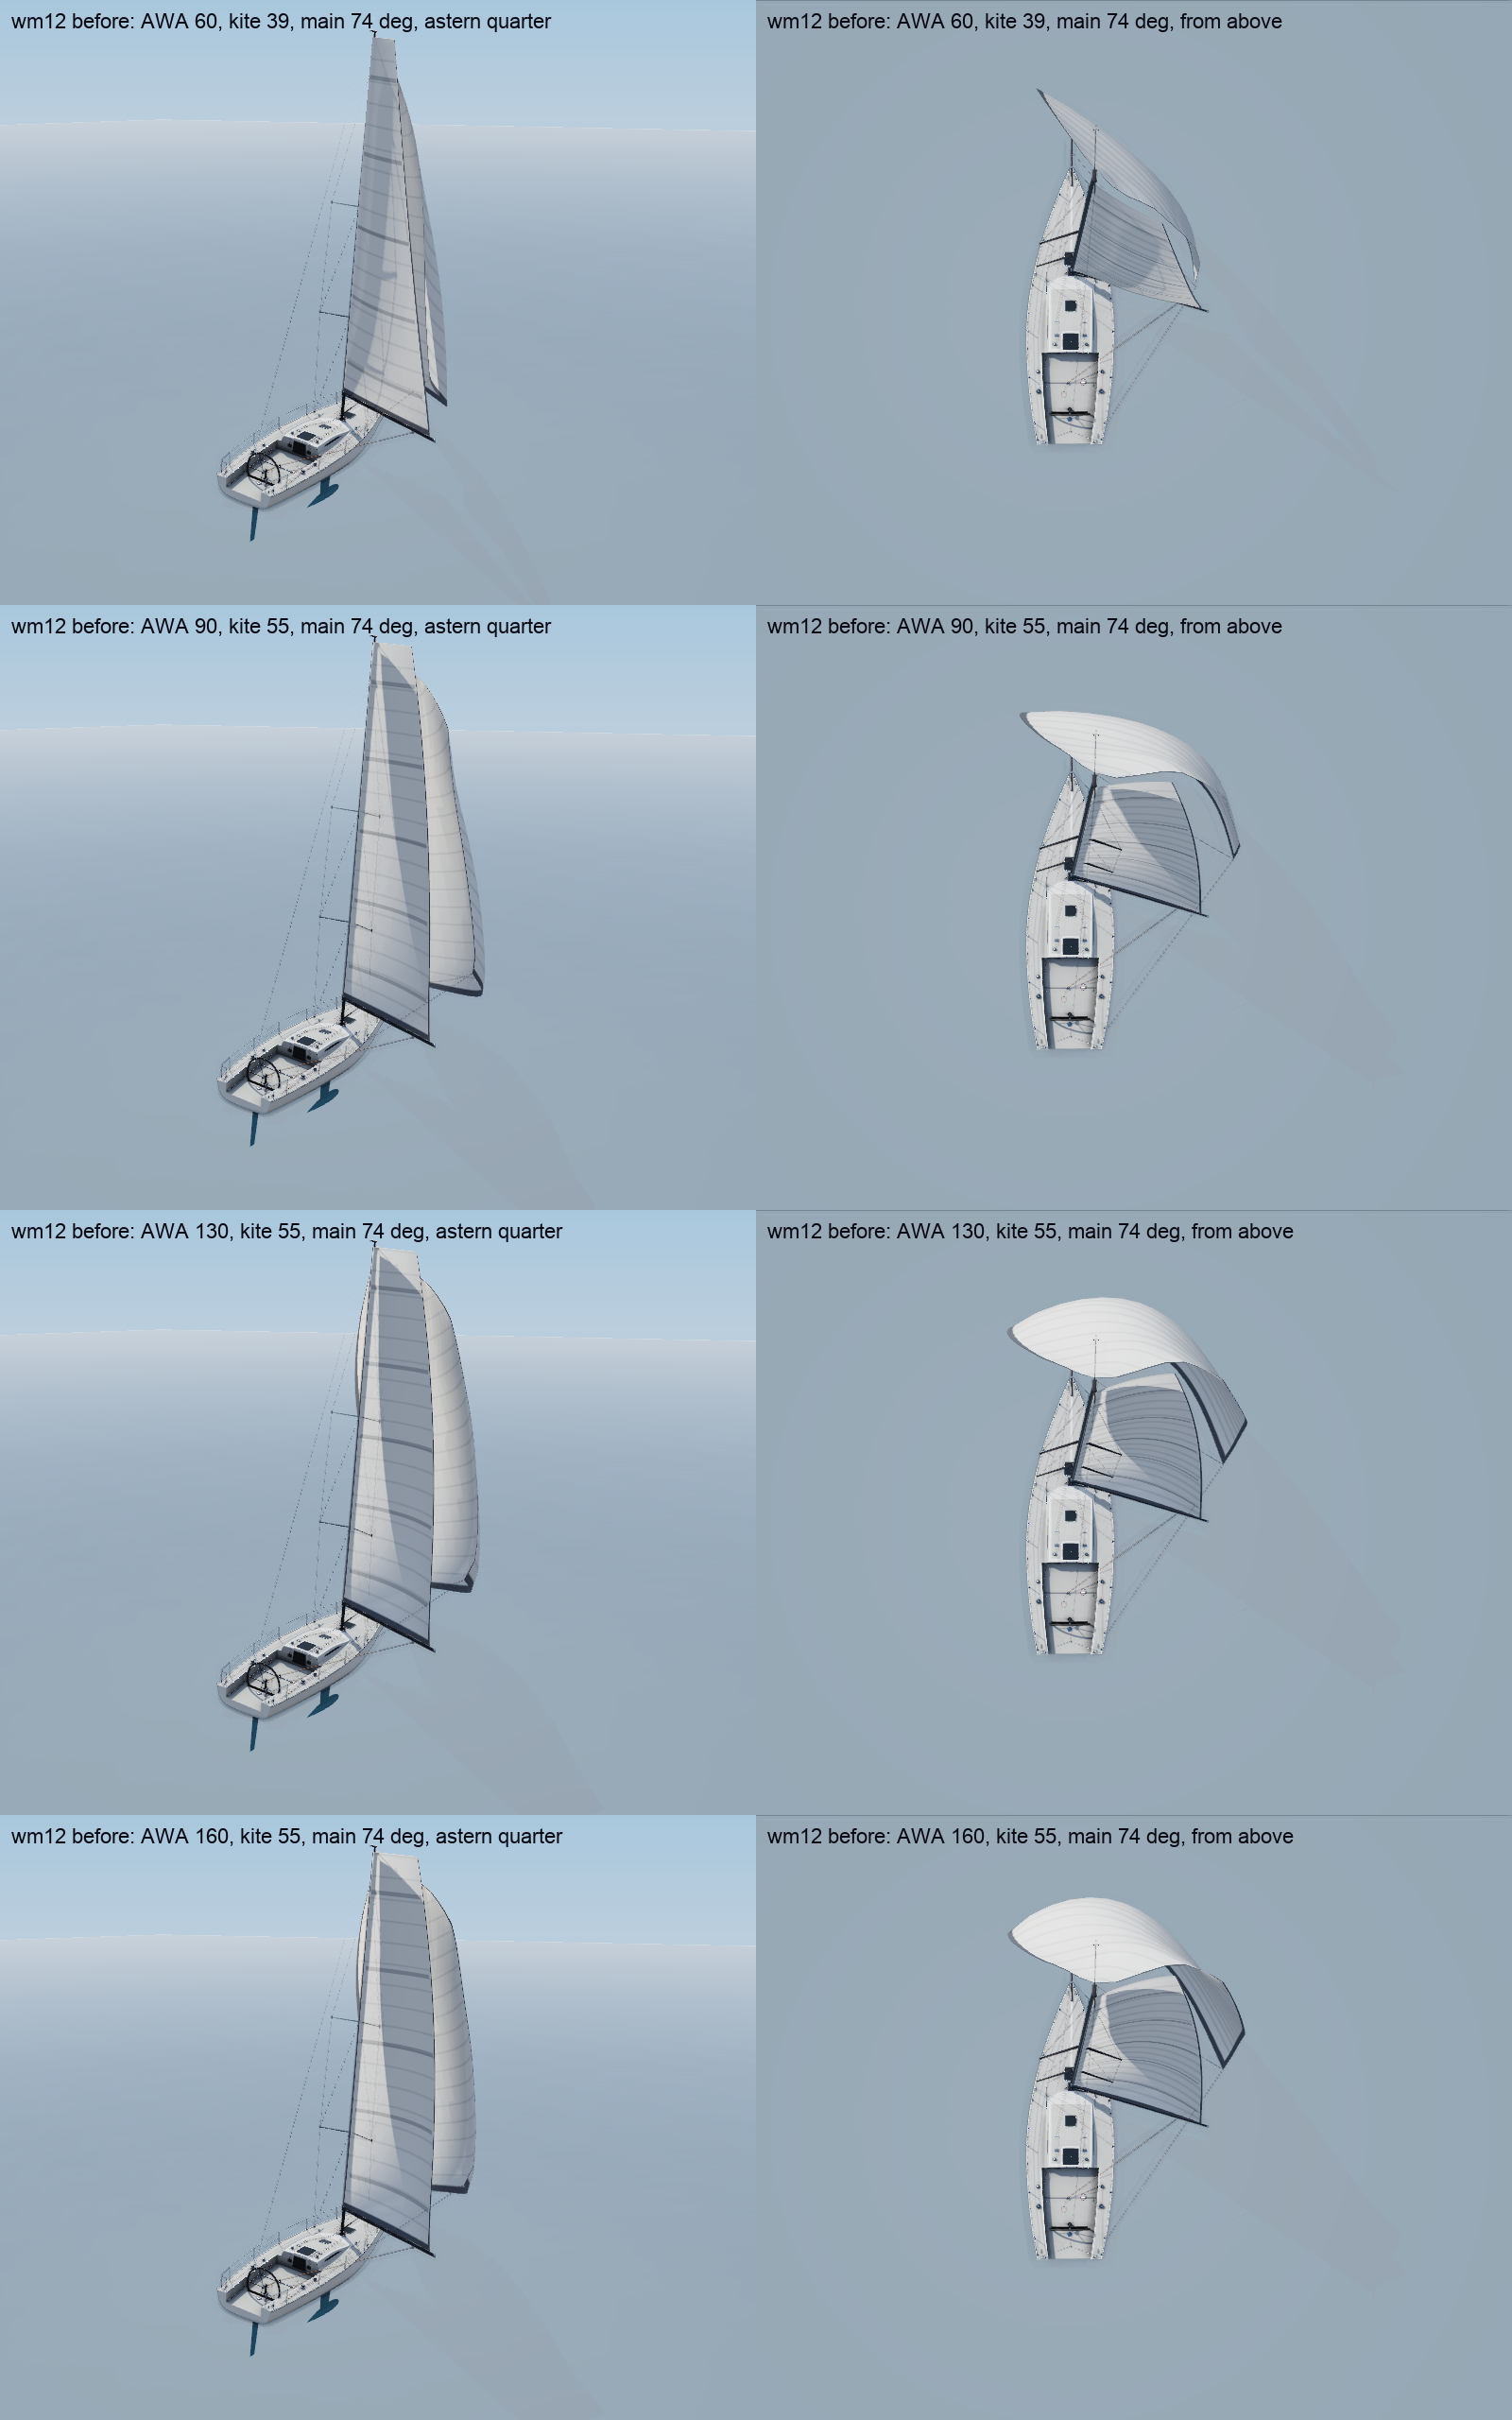 wm12 before: AWA 60, kite 39, main 74 deg, astern quarter
wm12 before: AWA 60, kite 39, main 74 deg, from above
wm12 before: AWA 90, kite 55, main 74 deg, astern quarter
wm12 before: AWA 90, kite 55, main 74 deg, from above
wm12 before: AWA 130, kite 55, main 74 deg, astern quarter
wm12 before: AWA 130, kite 55, main 74 deg, from above
wm12 before: AWA 160, kite 55, main 74 deg, astern quarter
wm12 before: AWA 160, kite 55, main 74 deg, from above